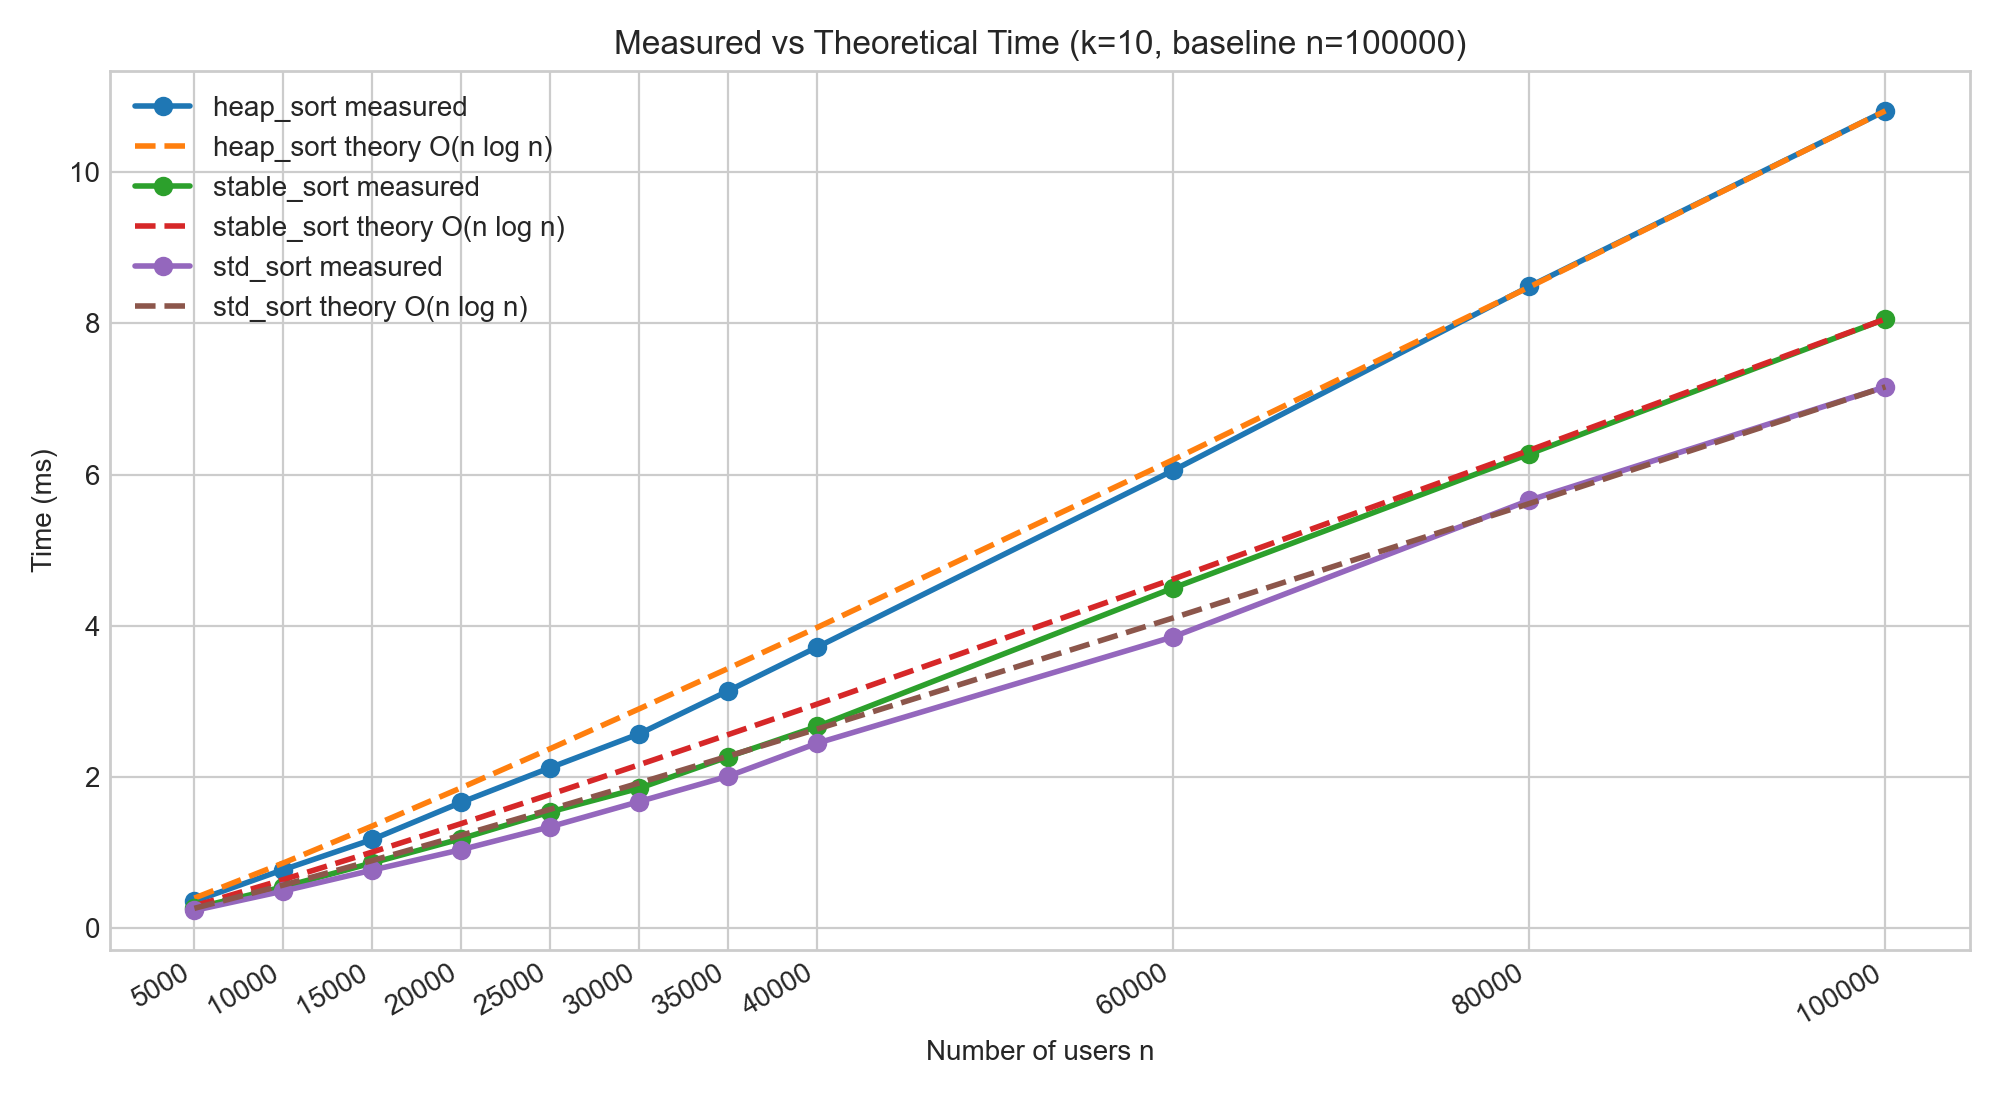 Measured vs Theoretical Time (k=10, baseline n=100000)
heap_sort measured
heap_sort theory O(n log n)
stable_sort measured
stable_sort theory O(n log n)
std_sort measured
std_sort theory O(n log n)
Time (ms)
10
8
6
4
2
0
5000
10000
15000
20000
25000
30000
35000
40000
60000
80000
100000
Number of users n